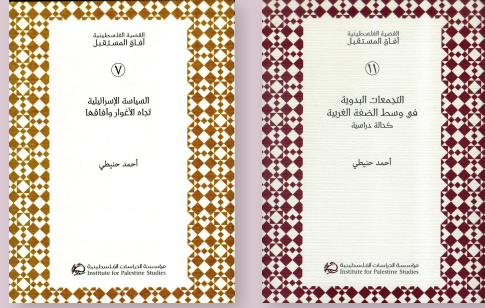 القضية الفلسطينية
آفاق المستقبل
٧
السياسة الإسرائيلية
تجاه الأغوار وآفاقها
أحمد حنيطي
مؤسسة الدراسات الفلسطينية
Institute for Palestine Studies
القضية الفلسطينية
آفاق المستقبل
١١
التجمعات البدوية
في وسط الضفة الغربية
كحالة دراسية
أحمد حنيطي
مؤسسة الدراسات الفلسطينية
Institute for Palestine Studies